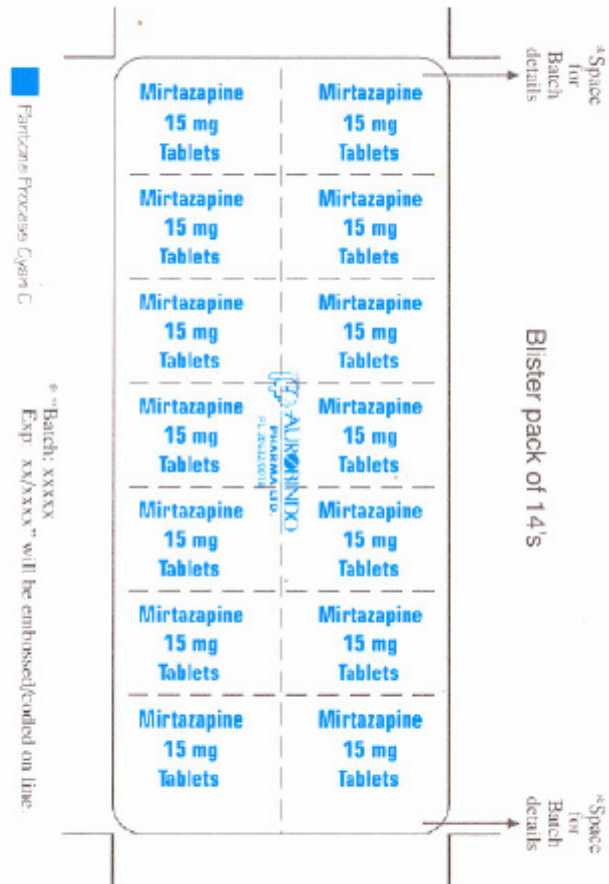 *Space
for
Batch
details
Mirtazapine
15 mg
Tablets
Mirtazapine
15 mg
Tablets
Mirtazapine
15 mg
Tablets
Mirtazapine
15 mg
Tablets
Mirtazapine
15 mg
Tablets
Mirtazapine
15 mg
Tablets
Mirtazapine
15 mg
Tablets
Mirtazapine
15 mg
Tablets
Mirtazapine
15 mg
Tablets
Mirtazapine
15 mg
Tablets
Mirtazapine
15 mg
Tablets
Mirtazapine
15 mg
Tablets
Mirtazapine
15 mg
Tablets
Mirtazapine
15 mg
Tablets
AUROBINDO
PHARMA LTD.
Blister pack of 14's
Pantone Process Cyan C
* "Batch: xxxxx
Exp: xx/xxxx" will be embossed/coded on line.
*Space
for
Batch
details